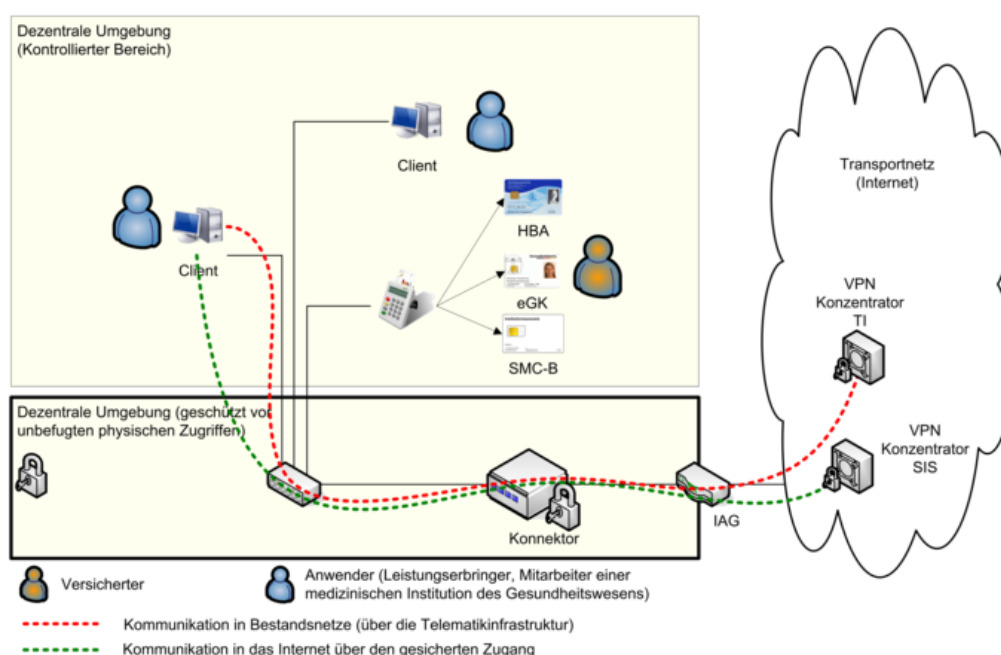 Dezentrale Umgebung
(Kontrollierter Bereich)
Client
Client
HBA
eGK
SMC-B
Transportnetz
(Internet)
VPN
Konzentrator
TI
VPN
Konzentrator
SIS
Dezentrale Umgebung (geschützt vor
unbefugten physischen Zugriffen)
Konnektor
IAG
Versicherter
Anwender (Leistungserbringer, Mitarbeiter einer
medizinischen Institution des Gesundheitswesens)
Kommunikation in Bestandsnetze (über die Telematikinfrastruktur)
Kommunikation in das Internet über den gesicherten Zugang